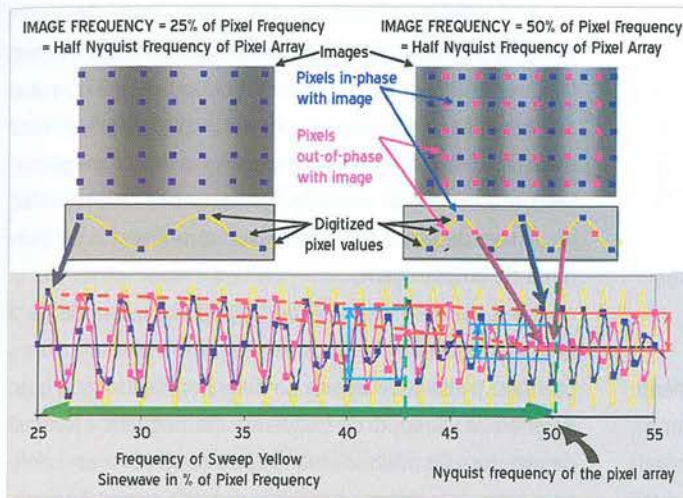 IMAGE FREQUENCY = 25% of Pixel Frequency
= Half Nyquist Frequency of Pixel Array
IMAGE FREQUENCY = 50% of Pixel Frequency
= Half Nyquist Frequency of Pixel Array
Images
Pixels in-phase
with image
Pixels
out-of-phase
with image
Digitized
pixel values
25 30 35 40 45 50 55
Frequency of Sweep Yellow
Sinewave in % of Pixel Frequency
Nyquist frequency of the pixel array